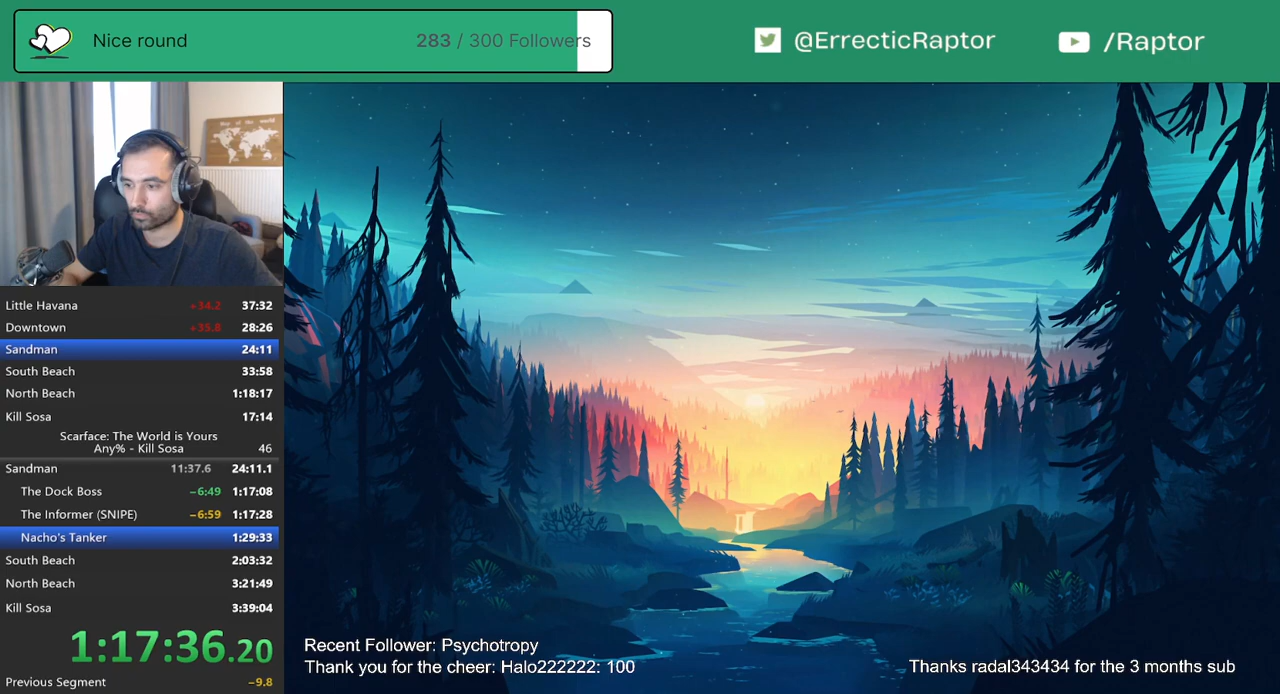 Nice round
283 / 300 Followers
@ErrecticRaptor
/Raptor
Map of the world
Little Havana +34.2 37:32
Downtown +35.8 28:26
Sandman 24:11
South Beach 33:58
North Beach 1:18:17
Kill Sosa 17:14
Scarface: The World is Yours
Any% - Kill Sosa 46
Sandman 11:37.6 24:11.1
The Dock Boss −6:49 1:17:08
The Informer (SNIPE) −6:59 1:17:28
Nacho's Tanker 1:29:33
South Beach 2:03:32
North Beach 3:21:49
Kill Sosa 3:39:04
1:17:36.20
Previous Segment −9.8
Recent Follower: Psychotropy
Thank you for the cheer: Halo222222: 100
Thanks radal343434 for the 3 months sub